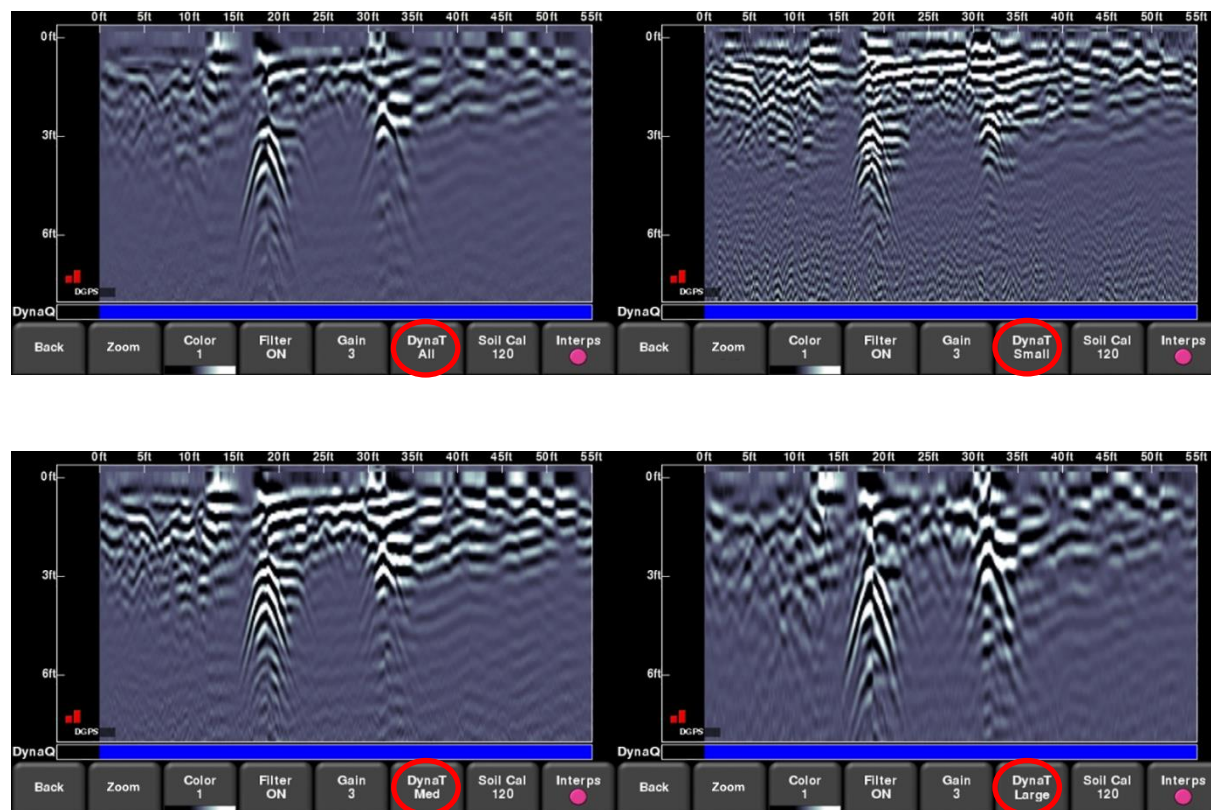 0ft 5ft 10ft 15ft 20ft 25ft 30ft 35ft 40ft 45ft 50ft 55ft
0ft
3ft
6ft
DGPS
DynaQ
Back Zoom Color 1 Filter ON Gain 3 DynaT All Soil Cal 120 Interps
0ft 5ft 10ft 15ft 20ft 25ft 30ft 35ft 40ft 45ft 50ft 55ft
0ft
3ft
6ft
DGPS
DynaQ
Back Zoom Color 1 Filter ON Gain 3 DynaT Small Soil Cal 120 Interps
0ft 5ft 10ft 15ft 20ft 25ft 30ft 35ft 40ft 45ft 50ft 55ft
0ft
3ft
6ft
DGPS
DynaQ
Back Zoom Color 1 Filter ON Gain 3 DynaT Med Soil Cal 120 Interps
0ft 5ft 10ft 15ft 20ft 25ft 30ft 35ft 40ft 45ft 50ft 55ft
0ft
3ft
6ft
DGPS
DynaQ
Back Zoom Color 1 Filter ON Gain 3 DynaT Large Soil Cal 120 Interps